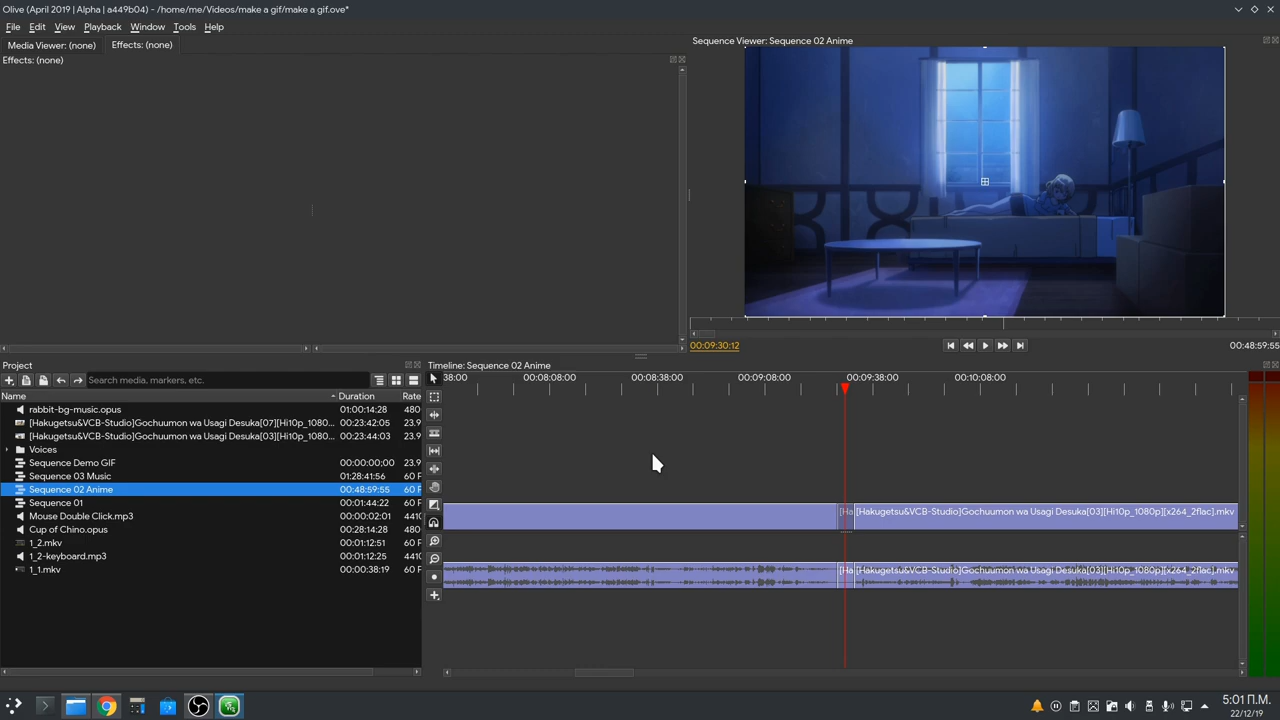 Olive (April 2019 | Alpha | a449b04) - /home/me/Videos/make a gif/make a gif.ove*
File Edit View Playback Window Tools Help
Media Viewer: (none) Effects: (none)
Effects: (none)
Sequence Viewer: Sequence 02 Anime
00:09:30:12
00:48:59:55
Project
Search media, markers, etc.
Name Duration Rate
rabbit-bg-music.opus 01:00:14:28 480
[Hakugetsu&VCB-Studio]Gochuumon wa Usagi Desuka[07][Hi10p_1080... 00:23:42:05 23.9
[Hakugetsu&VCB-Studio]Gochuumon wa Usagi Desuka[03][Hi10p_1080... 00:23:44:03 23.9
Voices
Sequence Demo GIF 00:00:00;00 23.9
Sequence 03 Music 01:28:41:56 60 F
Sequence 02 Anime 00:48:59:55 60 F
Sequence 01 00:01:44:22 60 F
Mouse Double Click.mp3 00:00:02:01 4410
Cup of Chino.opus 00:28:14:28 480
1_2.mkv 00:01:12:51 60 F
1_2-keyboard.mp3 00:01:12:25 4410
1_1.mkv 00:00:38:19 60 F
Timeline: Sequence 02 Anime
38:00 00:08:08:00 00:08:38:00 00:09:08:00 00:09:38:00 00:10:08:00
[Ha [Hakugetsu&VCB-Studio]Gochuumon wa Usagi Desuka[03][Hi10p_1080p][x264_2flac].mkv
[Ha [Hakugetsu&VCB-Studio]Gochuumon wa Usagi Desuka[03][Hi10p_1080p][x264_2flac].mkv
5:01 Π.Μ.
22/12/19